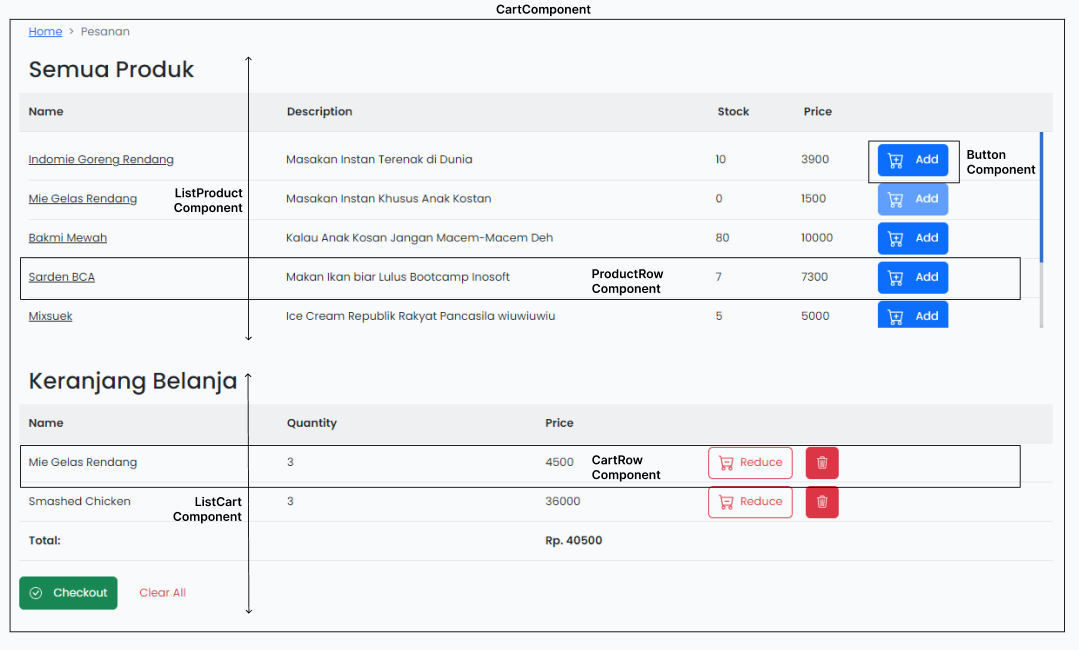 CartComponent
Home > Pesanan
Semua Produk
Name Description Stock Price
Indomie Goreng Rendang Masakan Instan Terenak di Dunia 10 3900 Add
Button
Component
Mie Gelas Rendang Masakan Instan Khusus Anak Kostan 0 1500 Add
ListProduct
Component
Bakmi Mewah Kalau Anak Kosan Jangan Macem-Macem Deh 80 10000 Add
Sarden BCA Makan Ikan biar Lulus Bootcamp Inosoft 7 7300 Add
ProductRow
Component
Mixsuek Ice Cream Republik Rakyat Pancasila wiuwiuwiu 5 5000 Add
Keranjang Belanja
Name Quantity Price
Mie Gelas Rendang 3 4500 Reduce
CartRow
Component
Smashed Chicken 3 36000 Reduce
ListCart
Component
Total: Rp. 40500
Checkout Clear All